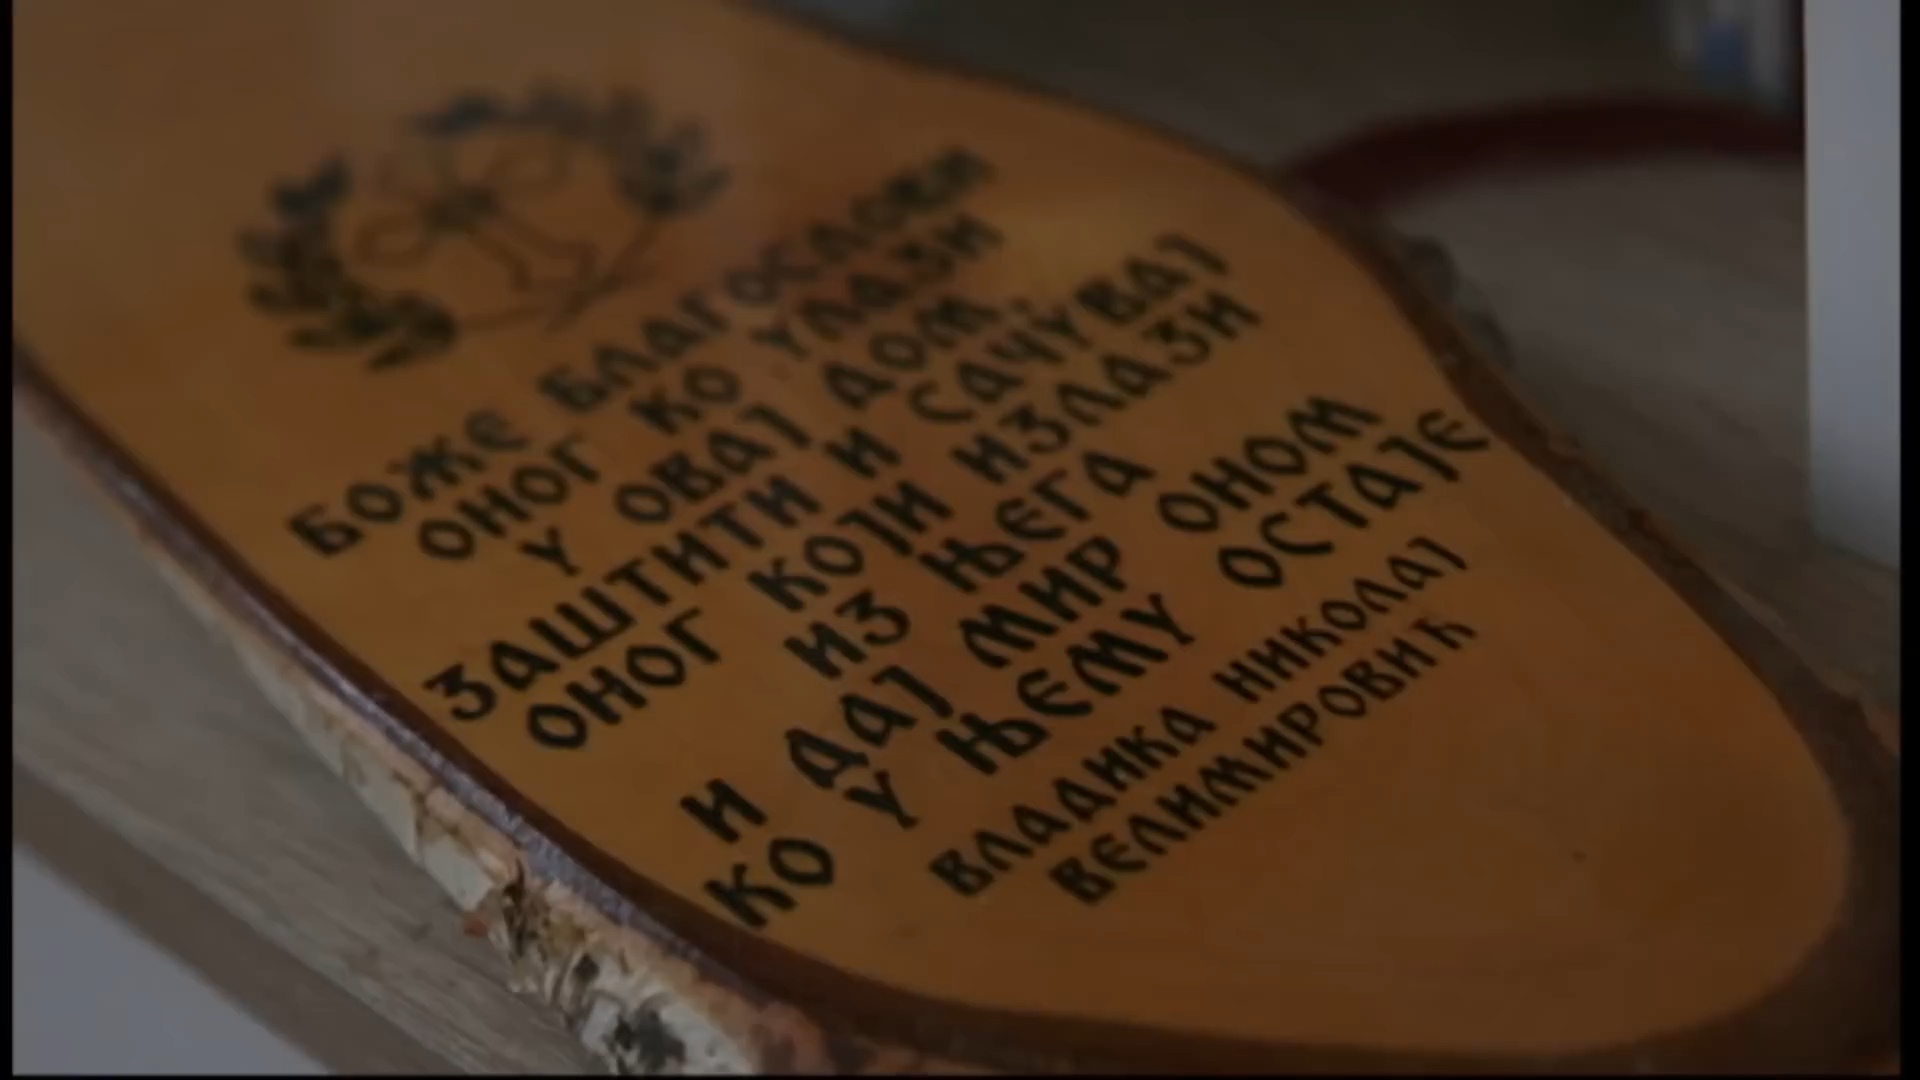 БОЖЕ БЛАГОСЛОВИ
ОНОГ КО УЛАЗИ
У ОВАЈ ДОМ,
ЗАШТИТИ И САЧУВАЈ
ОНОГ КОЈИ ИЗЛАЗИ
ИЗ ЊЕГА
И ДАЈ МИР ОНОМ
КО У ЊЕМУ ОСТАЈЕ
ВЛАДИКА НИКОЛАЈ
ВЕЛИМИРОВИЋ